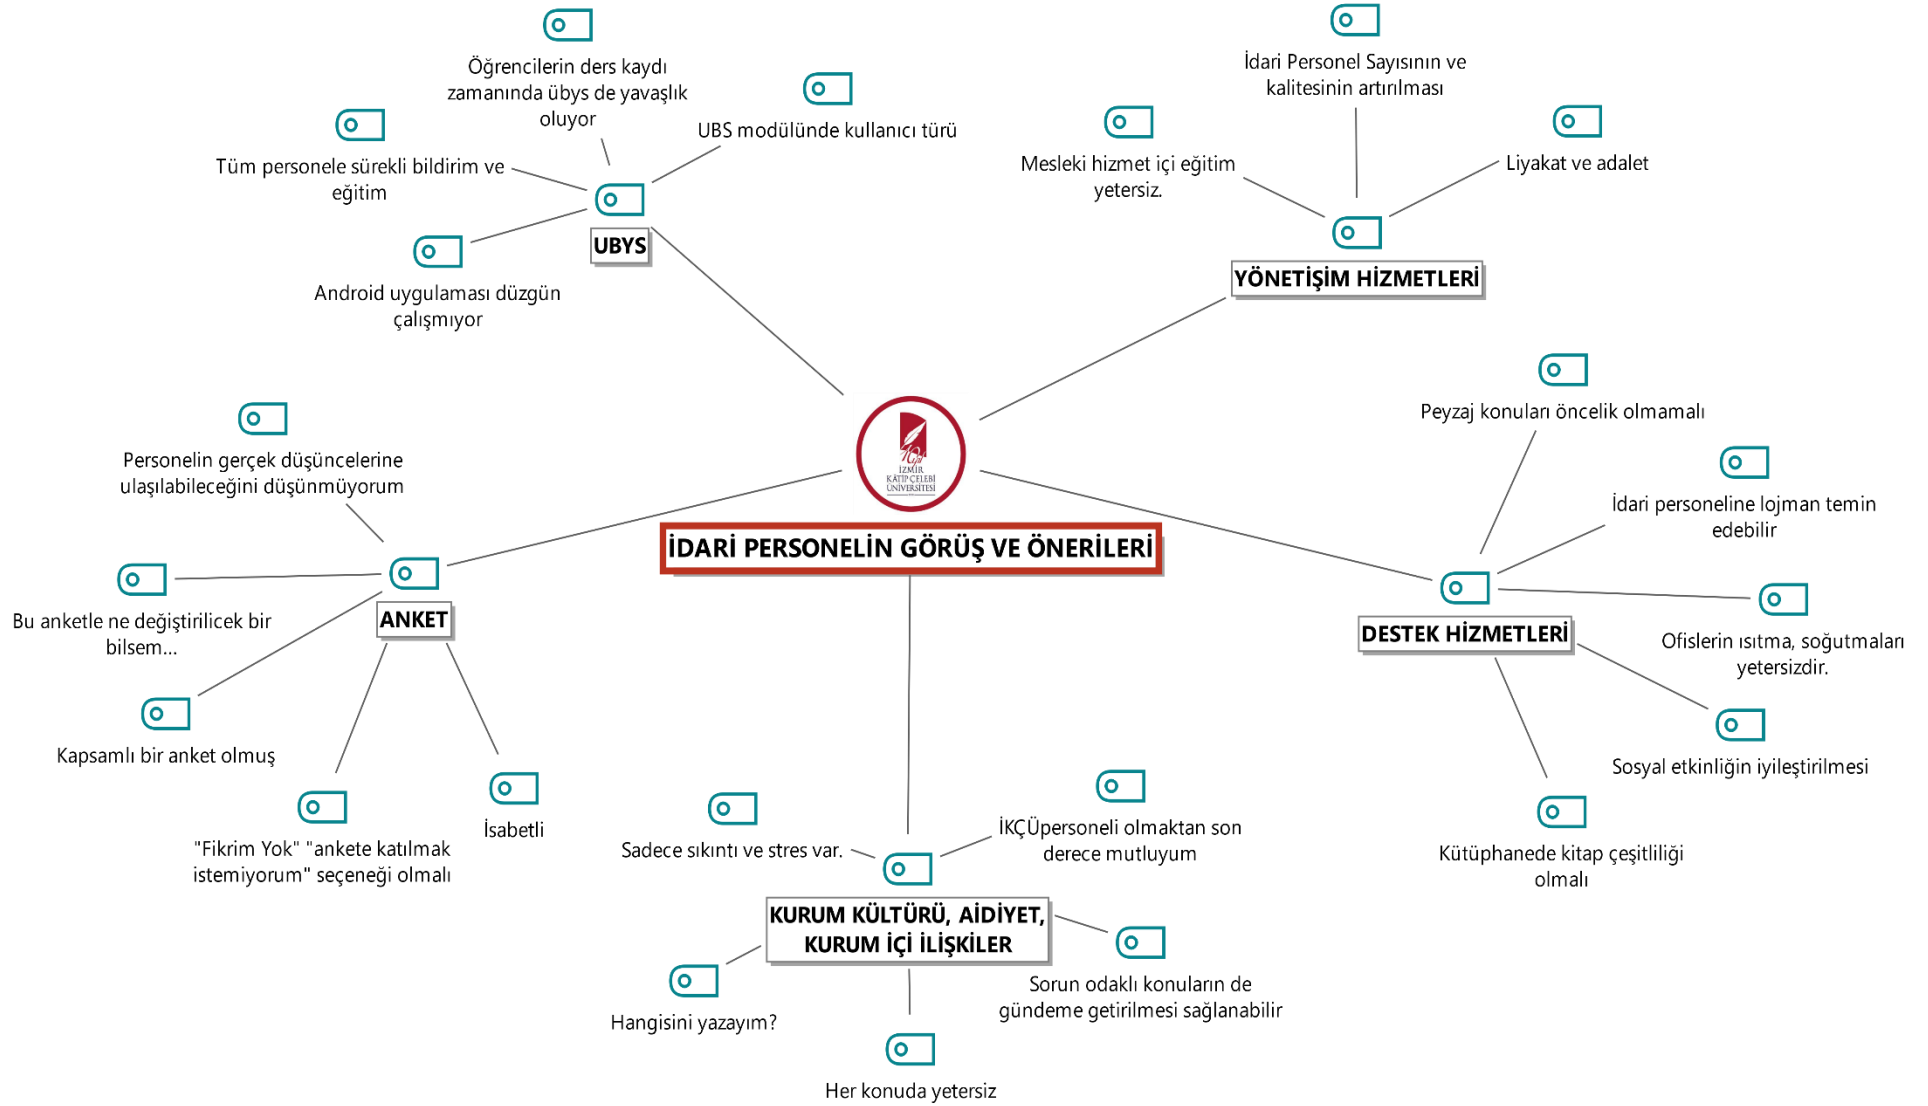 Öğrencilerin ders kaydı
zamanında übys de yavaşlık
oluyor
UBS modülünde kullanıcı türü
Tüm personele sürekli bildirim ve
eğitim
UBYS
Android uygulaması düzgün
çalışmıyor
İdari Personel Sayısının ve
kalitesinin artırılması
Mesleki hizmet içi eğitim
yetersiz.
Liyakat ve adalet
YÖNETİŞİM HİZMETLERİ
İZMİR
KÂTİP ÇELEBİ
ÜNİVERSİTESİ
İDARİ PERSONELİN GÖRÜŞ VE ÖNERİLERİ
Personelin gerçek düşüncelerine
ulaşılabileceğini düşünmüyorum
ANKET
Bu anketle ne değiştirilicek bir
bilsem...
Kapsamlı bir anket olmuş
"Fikrim Yok" "ankete katılmak
istemiyorum" seçeneği olmalı
İsabetli
Peyzaj konuları öncelik olmamalı
İdari personeline lojman temin
edebilir
DESTEK HİZMETLERİ
Ofislerin ısıtma, soğutmaları
yetersizdir.
Sosyal etkinliğin iyileştirilmesi
Kütüphanede kitap çeşitliliği
olmalı
Sadece sıkıntı ve stres var.
İKÇÜpersoneli olmaktan son
derece mutluyum
KURUM KÜLTÜRÜ, AİDİYET,
KURUM İÇİ İLİŞKİLER
Hangisini yazayım?
Sorun odaklı konuların de
gündeme getirilmesi sağlanabilir
Her konuda yetersiz